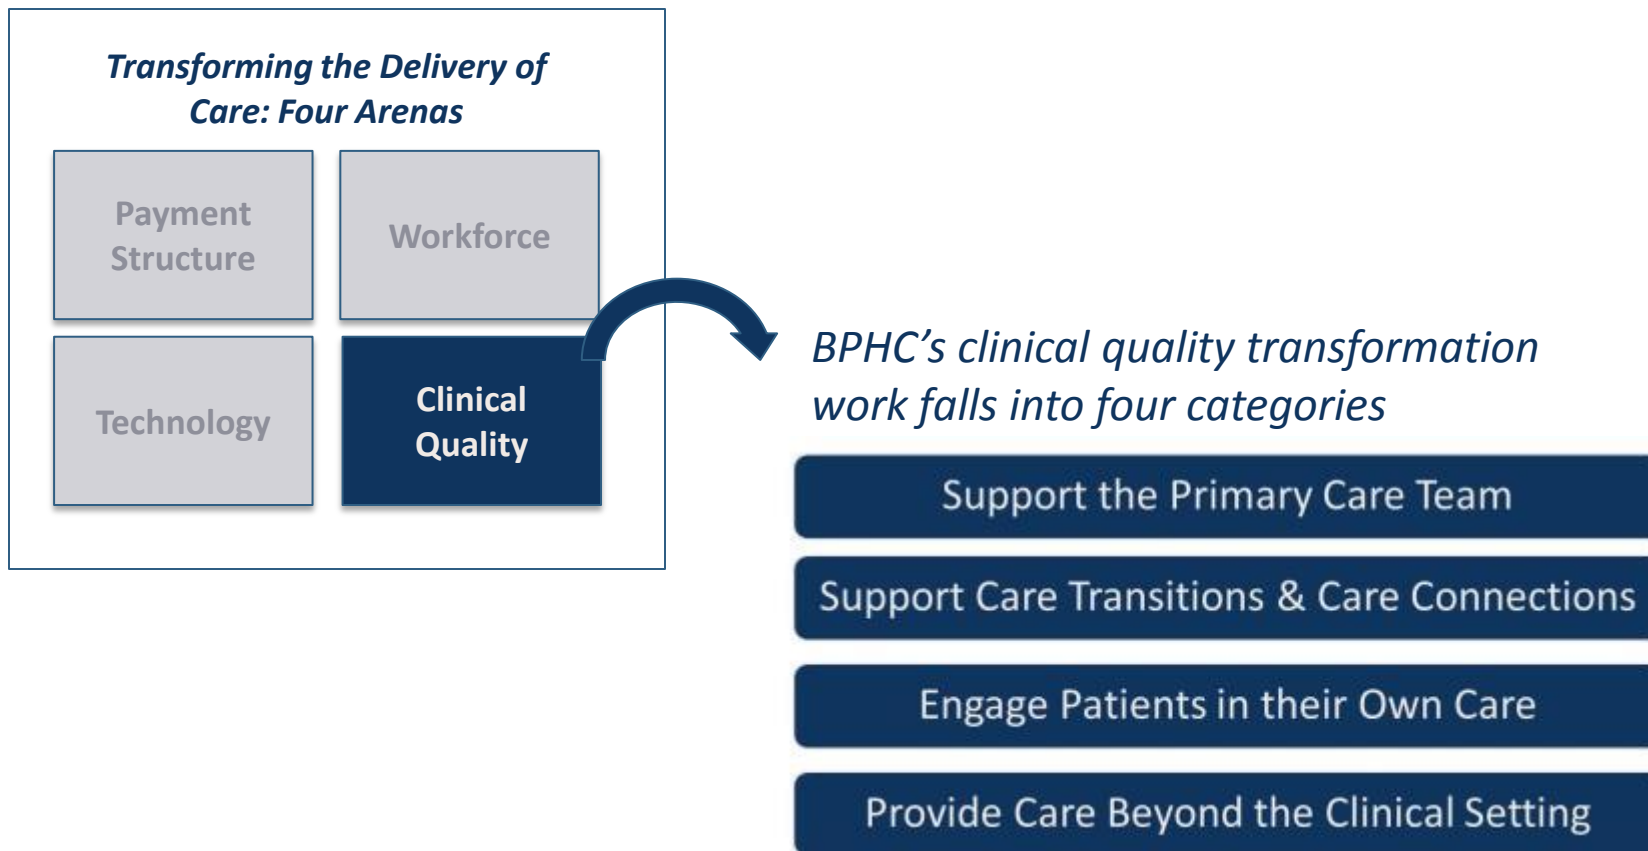 Transforming the Delivery of
Care: Four Arenas
Payment
Structure
Workforce
Technology
Clinical
Quality
BPHC’s clinical quality transformation
work falls into four categories
Support the Primary Care Team
Support Care Transitions & Care Connections
Engage Patients in their Own Care
Provide Care Beyond the Clinical Setting